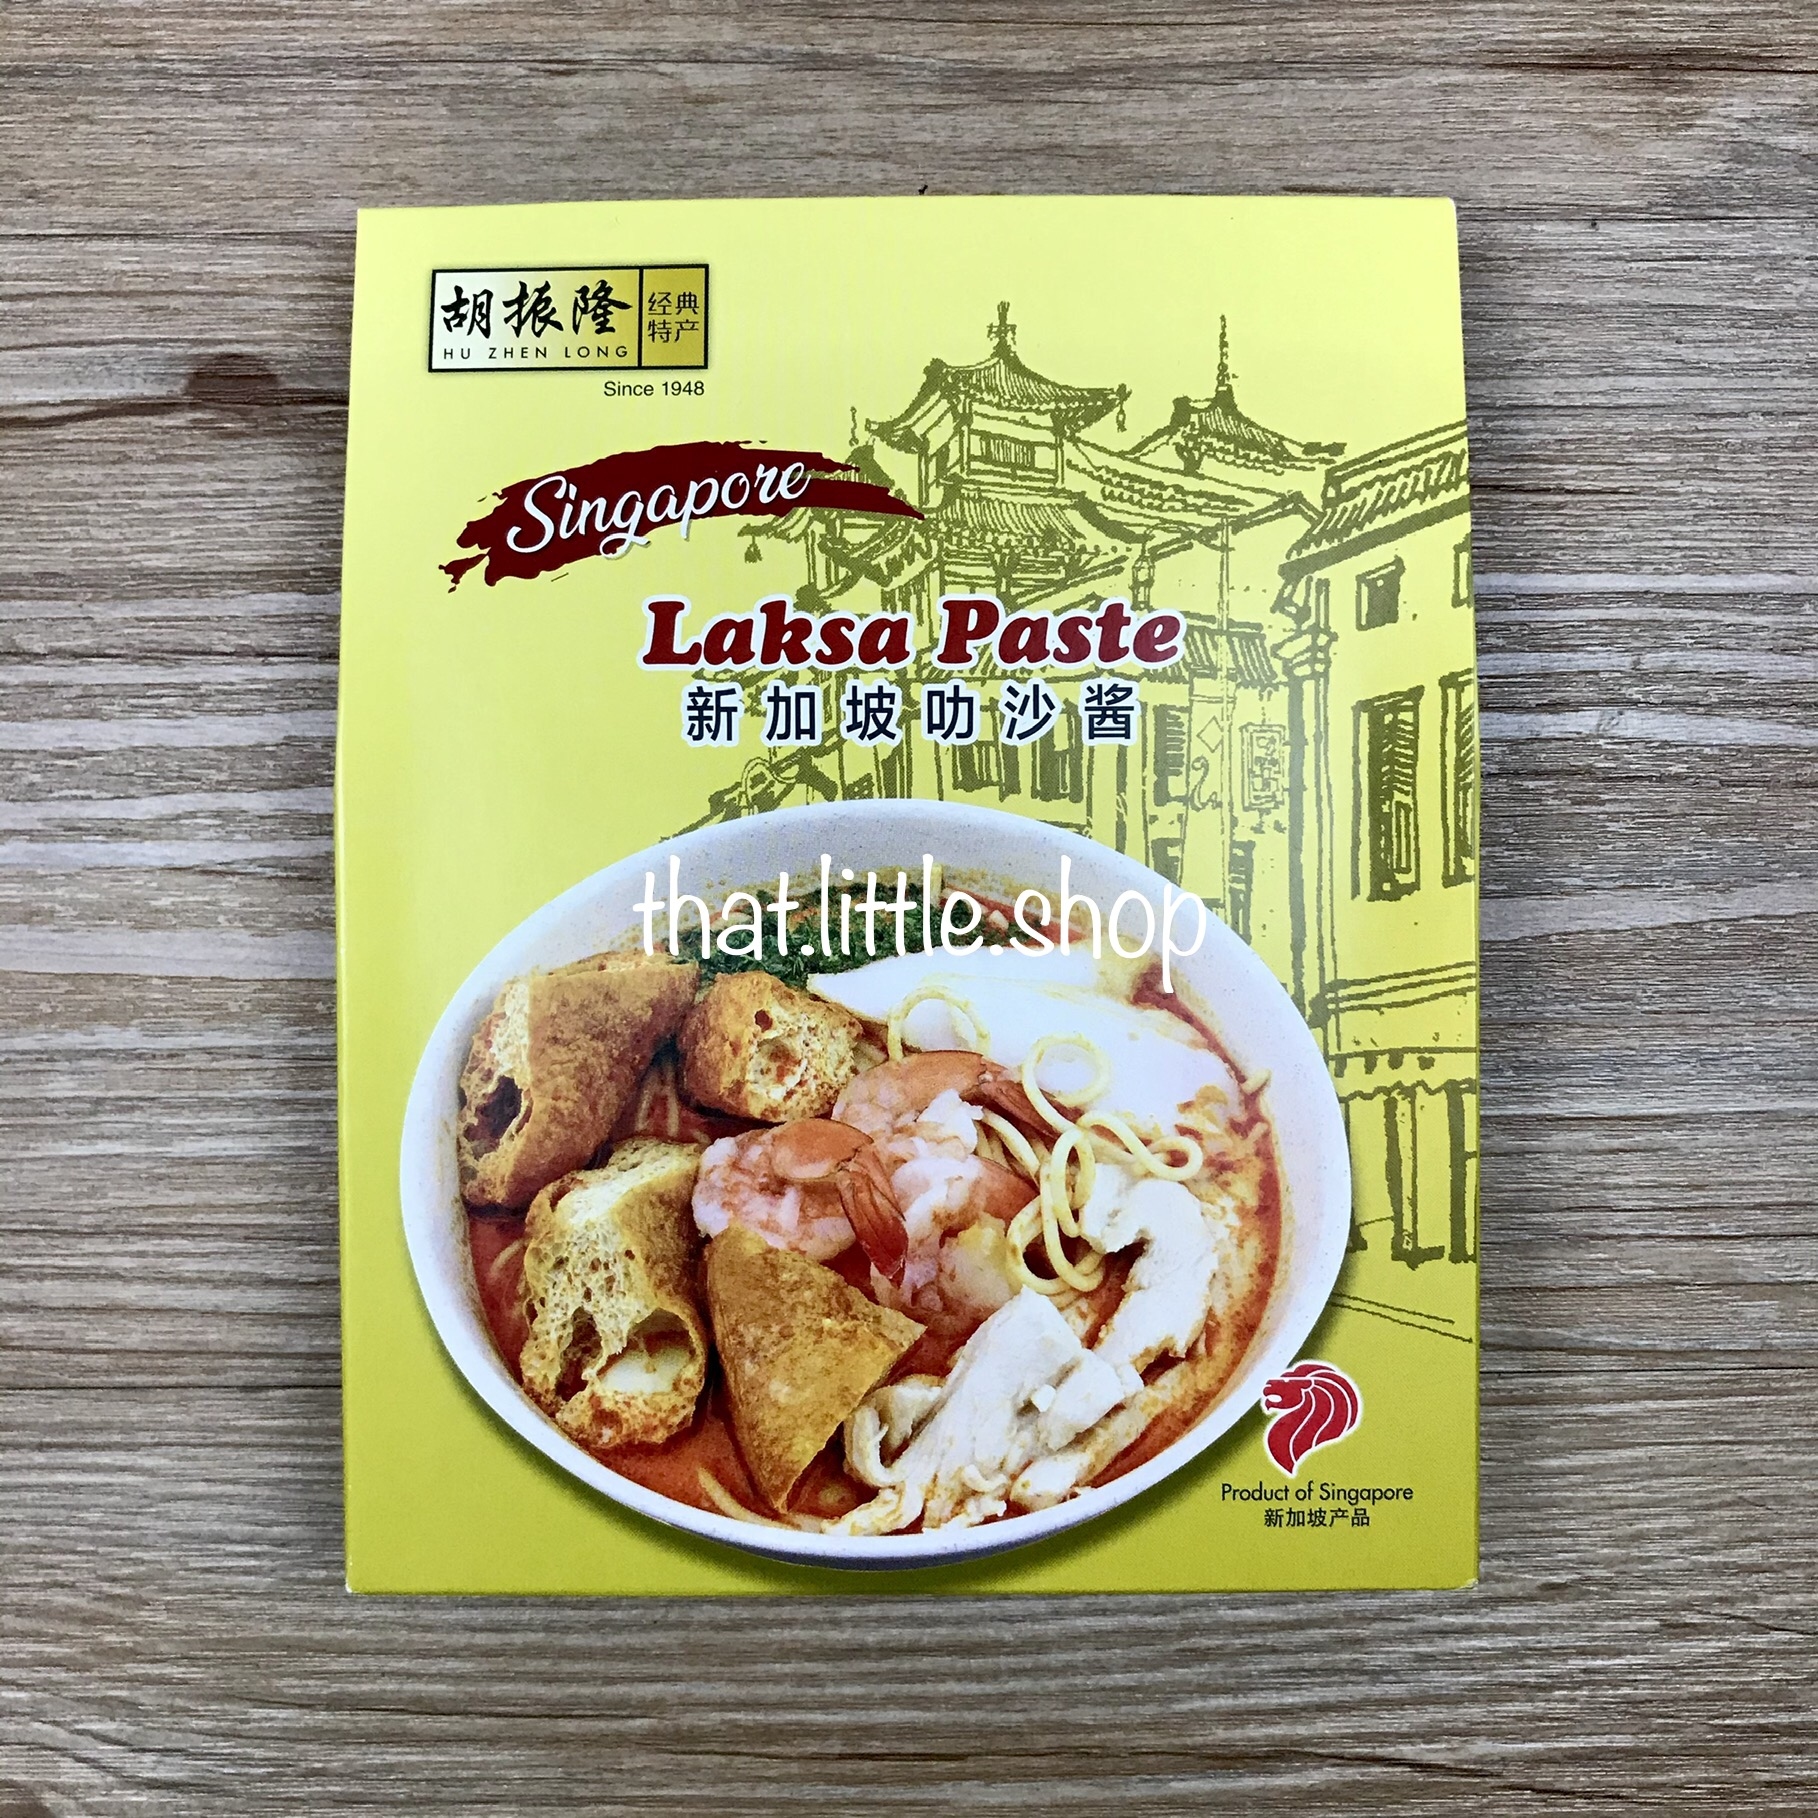 胡振隆
HU ZHEN LONG
经典
特产
Since 1948
Singapore
Laksa Paste
新加坡叻沙酱
that.little.shop
Product of Singapore
新加坡产品